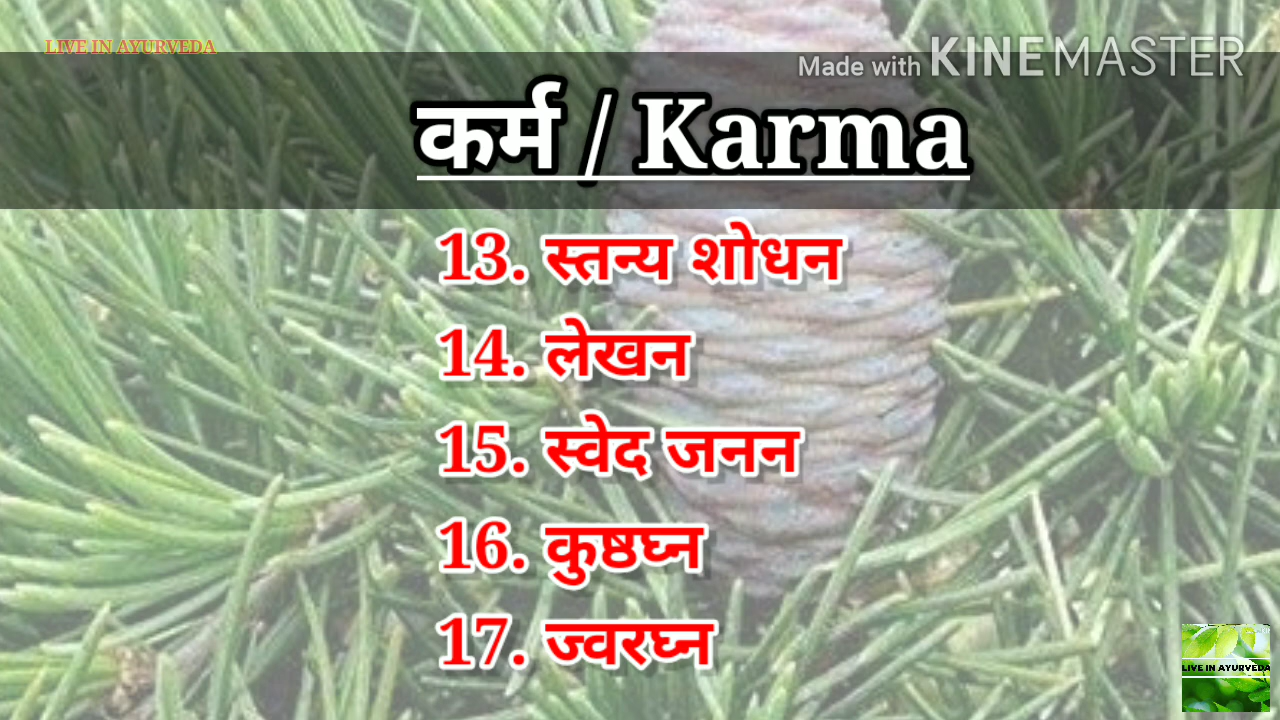 LIVE IN AYURVEDA
Made with KINEMASTER
कर्म / Karma
13. स्तन्य शोधन
14. लेखन
15. स्वेद जनन
16. कुष्ठघ्न
17. ज्वरघ्न
LIVE IN AYURVEDA